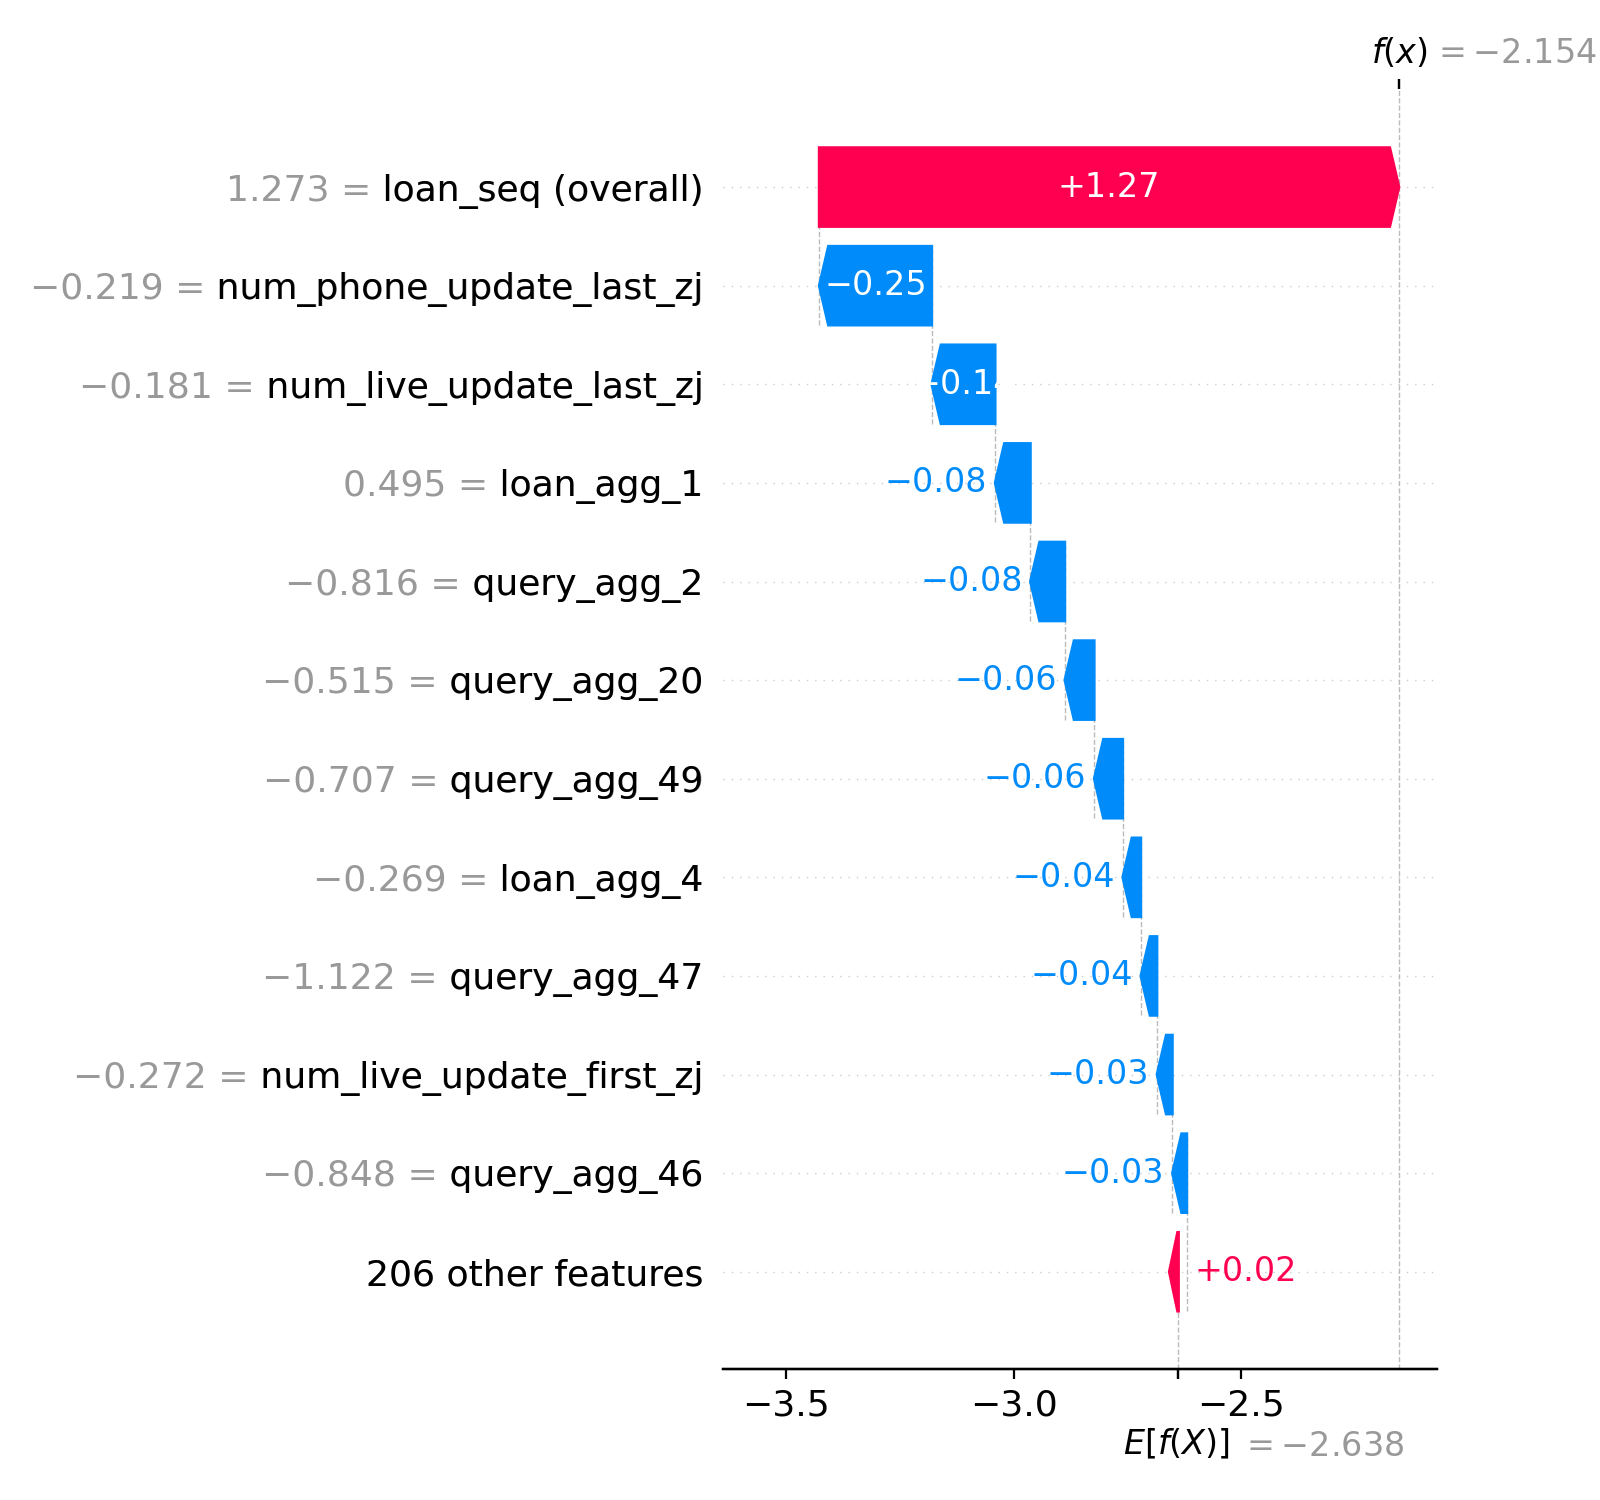 f(x) = −2.154
1.273 = loan_seq (overall) +1.27
−0.219 = num_phone_update_last_zj −0.25
−0.181 = num_live_update_last_zj
0.495 = loan_agg_1 −0.08
−0.816 = query_agg_2 −0.08
−0.515 = query_agg_20 −0.06
−0.707 = query_agg_49 −0.06
−0.269 = loan_agg_4 −0.04
−1.122 = query_agg_47 −0.04
−0.272 = num_live_update_first_zj −0.03
−0.848 = query_agg_46 −0.03
206 other features +0.02
−3.5 −3.0 −2.5
E[f(X)] = −2.638